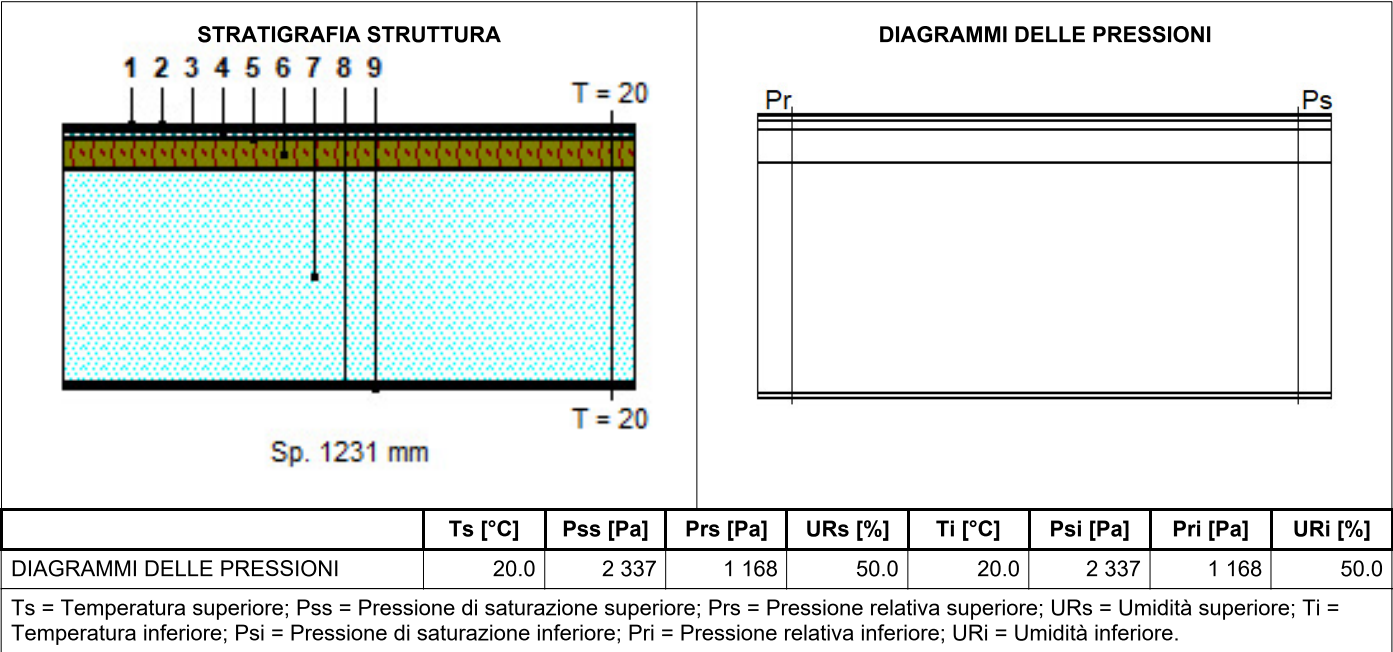 STRATIGRAFIA STRUTTURA
1 2 3 4 5 6 7 8 9
T = 20
T = 20
Sp. 1231 mm
DIAGRAMMI DELLE PRESSIONI
Pr Ps
Ts [°C] Pss [Pa] Prs [Pa] URs [%] Ti [°C] Psi [Pa] Pri [Pa] URi [%]
DIAGRAMMI DELLE PRESSIONI 20.0 2 337 1 168 50.0 20.0 2 337 1 168 50.0
Ts = Temperatura superiore; Pss = Pressione di saturazione superiore; Prs = Pressione relativa superiore; URs = Umidità superiore; Ti =
Temperatura inferiore; Psi = Pressione di saturazione inferiore; Pri = Pressione relativa inferiore; URi = Umidità inferiore.